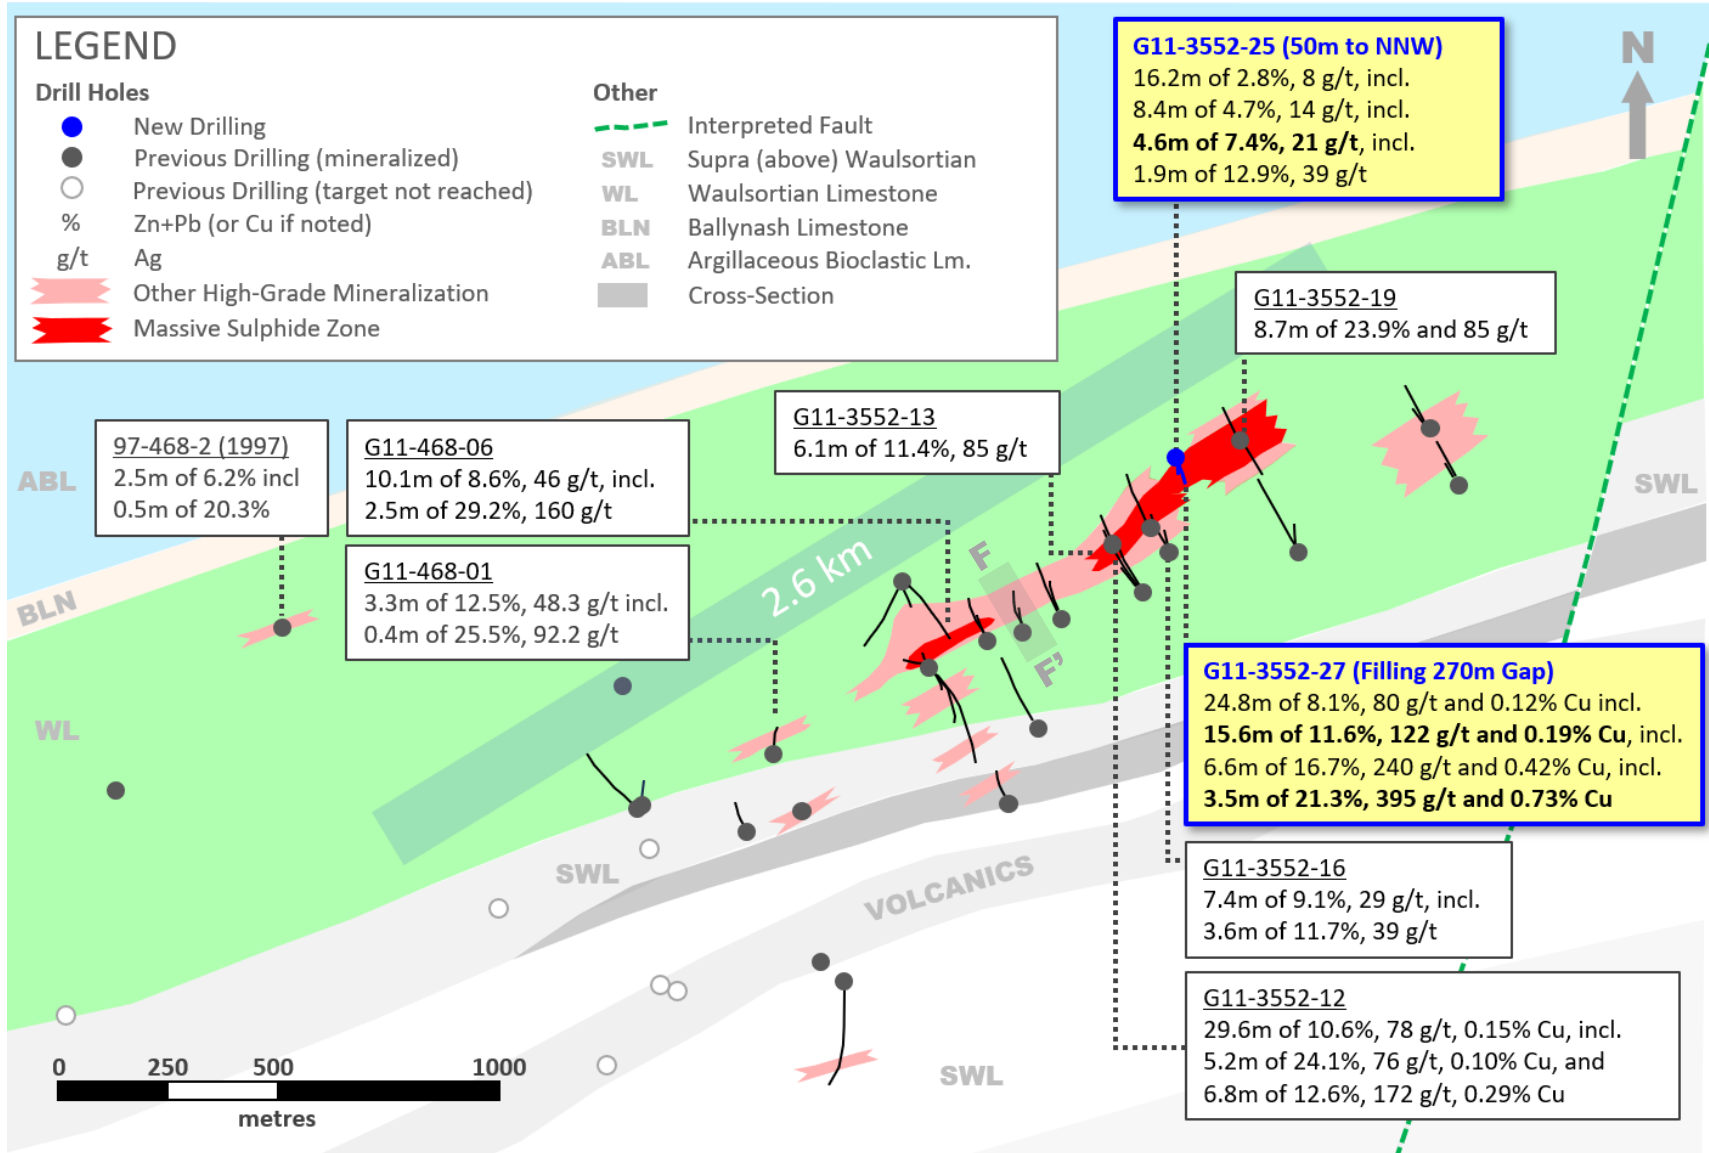 LEGEND
Drill Holes
New Drilling
Previous Drilling (mineralized)
Previous Drilling (target not reached)
% Zn+Pb (or Cu if noted)
g/t Ag
Other High-Grade Mineralization
Massive Sulphide Zone
Other
Interpreted Fault
SWL Supra (above) Waulsortian
WL Waulsortian Limestone
BLN Ballynash Limestone
ABL Argillaceous Bioclastic Lm.
Cross-Section
G11-3552-25 (50m to NNW)
16.2m of 2.8%, 8 g/t, incl.
8.4m of 4.7%, 14 g/t, incl.
4.6m of 7.4%, 21 g/t, incl.
1.9m of 12.9%, 39 g/t
N
G11-3552-19
8.7m of 23.9% and 85 g/t
G11-3552-13
6.1m of 11.4%, 85 g/t
97-468-2 (1997)
2.5m of 6.2% incl
0.5m of 20.3%
G11-468-06
10.1m of 8.6%, 46 g/t, incl.
2.5m of 29.2%, 160 g/t
G11-468-01
3.3m of 12.5%, 48.3 g/t incl.
0.4m of 25.5%, 92.2 g/t
ABL
SWL
BLN
2.6 km
F
F'
WL
G11-3552-27 (Filling 270m Gap)
24.8m of 8.1%, 80 g/t and 0.12% Cu incl.
15.6m of 11.6%, 122 g/t and 0.19% Cu, incl.
6.6m of 16.7%, 240 g/t and 0.42% Cu, incl.
3.5m of 21.3%, 395 g/t and 0.73% Cu
SWL
VOLCANICS
G11-3552-16
7.4m of 9.1%, 29 g/t, incl.
3.6m of 11.7%, 39 g/t
G11-3552-12
29.6m of 10.6%, 78 g/t, 0.15% Cu, incl.
5.2m of 24.1%, 76 g/t, 0.10% Cu, and
6.8m of 12.6%, 172 g/t, 0.29% Cu
SWL
0 250 500 1000
metres